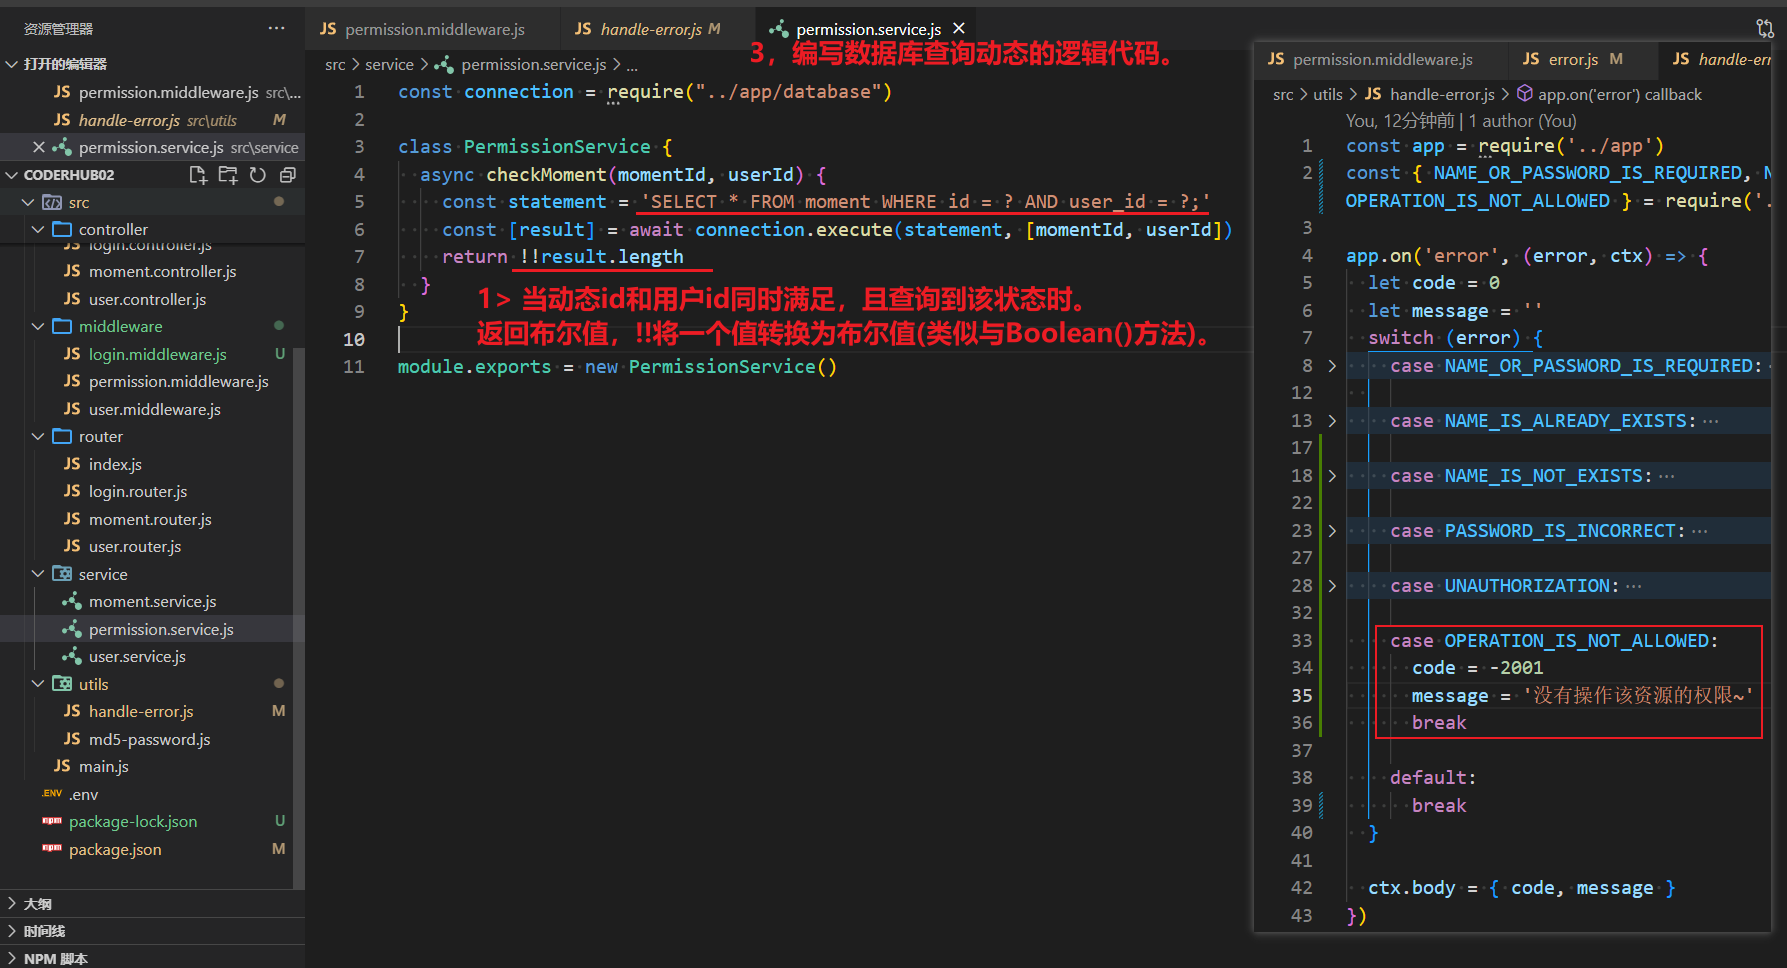 资源管理器 ···
打开的编辑器
JS permission.middleware.js src\...
JS handle-error.js src\utils M
permission.service.js src\service
CODERHUB02
src
controller
login.controller.js
JS moment.controller.js
JS user.controller.js
middleware
JS login.middleware.js U
JS permission.middleware.js
JS user.middleware.js
router
JS index.js
JS login.router.js
JS moment.router.js
JS user.router.js
service
moment.service.js
permission.service.js
user.service.js
utils
JS handle-error.js M
JS md5-password.js
JS main.js
.ENV .env
npm package-lock.json U
npm package.json M
大纲
时间线
NPM 脚本
JS permission.middleware.js JS handle-error.js M permission.service.js
3，编写数据库查询动态的逻辑代码。
src > service > permission.service.js > ...
1 const connection = require("../app/database")
2
3 class PermissionService {
4 async checkMoment(momentId, userId) {
5 const statement = 'SELECT * FROM moment WHERE id = ? AND user_id = ?;'
6 const [result] = await connection.execute(statement, [momentId, userId])
7 return !!result.length
8 }
9 }
10
11 module.exports = new PermissionService()
1> 当动态id和用户id同时满足，且查询到该状态时。
返回布尔值，!!将一个值转换为布尔值(类似与Boolean()方法)。
JS permission.middleware.js JS error.js M JS handle-err
src > utils > JS handle-error.js > app.on('error') callback
You, 12分钟前 | 1 author (You)
1 const app = require('../app')
2 const { NAME_OR_PASSWORD_IS_REQUIRED, N
OPERATION_IS_NOT_ALLOWED } = require('.
3
4 app.on('error', (error, ctx) => {
5 let code = 0
6 let message = ''
7 switch (error) {
8 case NAME_OR_PASSWORD_IS_REQUIRED:
12
13 case NAME_IS_ALREADY_EXISTS:···
17
18 case NAME_IS_NOT_EXISTS:···
22
23 case PASSWORD_IS_INCORRECT:···
27
28 case UNAUTHORIZATION:···
32
33 case OPERATION_IS_NOT_ALLOWED:
34 code = -2001
35 message = '没有操作该资源的权限~'
36 break
37
38 default:
39 break
40 }
41
42 ctx.body = { code, message }
43 })